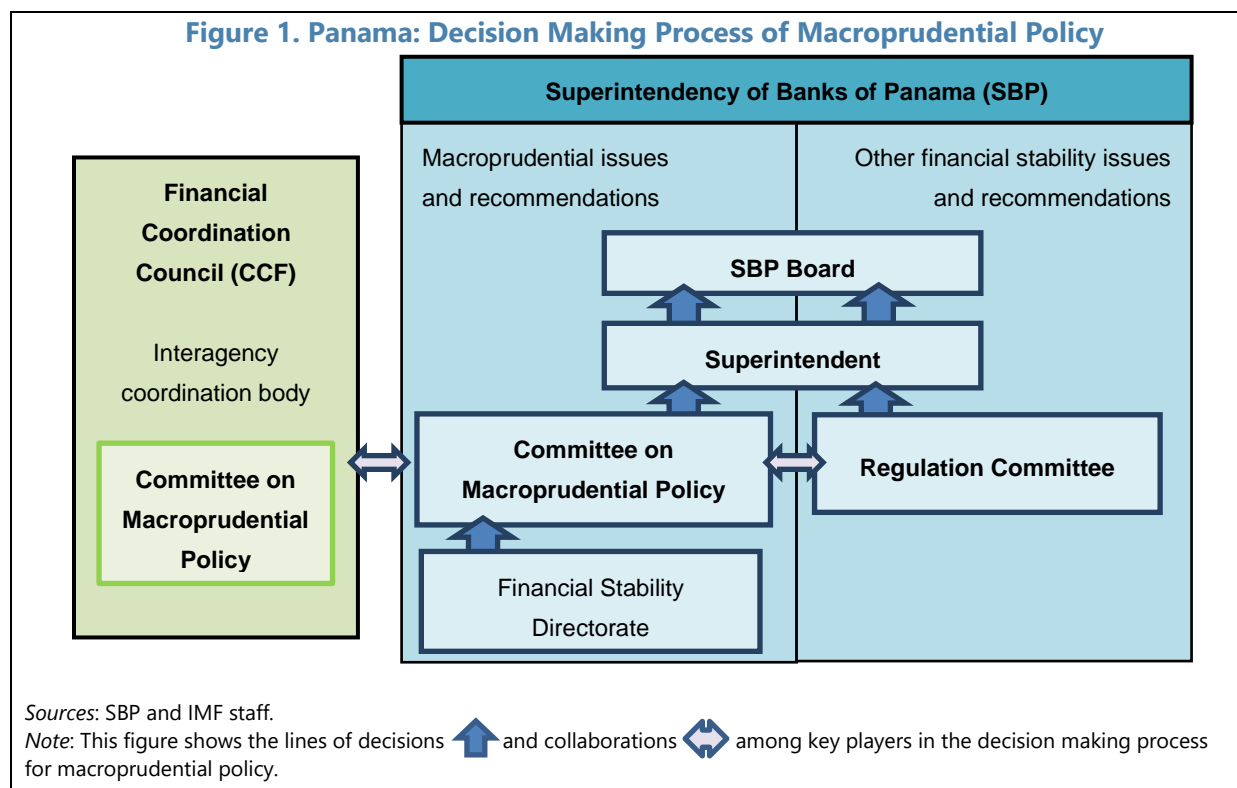 Figure 1. Panama: Decision Making Process of Macroprudential Policy
Superintendency of Banks of Panama (SBP)
Financial
Coordination
Council (CCF)
Interagency
coordination body
Committee on
Macroprudential
Policy
Macroprudential issues
and recommendations
Other financial stability issues
and recommendations
SBP Board
Superintendent
Committee on
Macroprudential Policy
Regulation Committee
Financial Stability
Directorate
Sources: SBP and IMF staff.
Note: This figure shows the lines of decisions and collaborations among key players in the decision making process
for macroprudential policy.